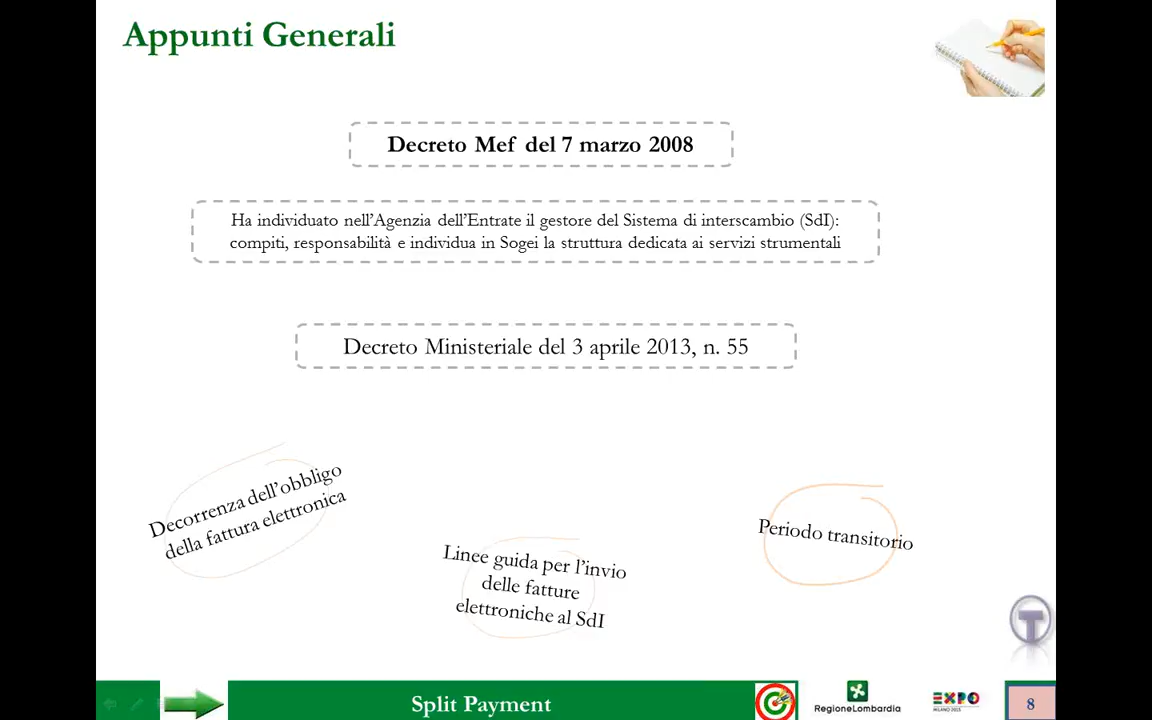 Appunti Generali
Decreto Mef del 7 marzo 2008
Ha individuato nell'Agenzia dell'Entrate il gestore del Sistema di interscambio (SdI):
compiti, responsabilità e individua in Sogei la struttura dedicata ai servizi strumentali
Decreto Ministeriale del 3 aprile 2013, n. 55
Decorrenza dell'obbligo
della fattura elettronica
Linee guida per l'invio
delle fatture
elettroniche al SdI
Periodo transitorio
T
Split Payment
RegioneLombardia
EXPO
MILANO 2015
8